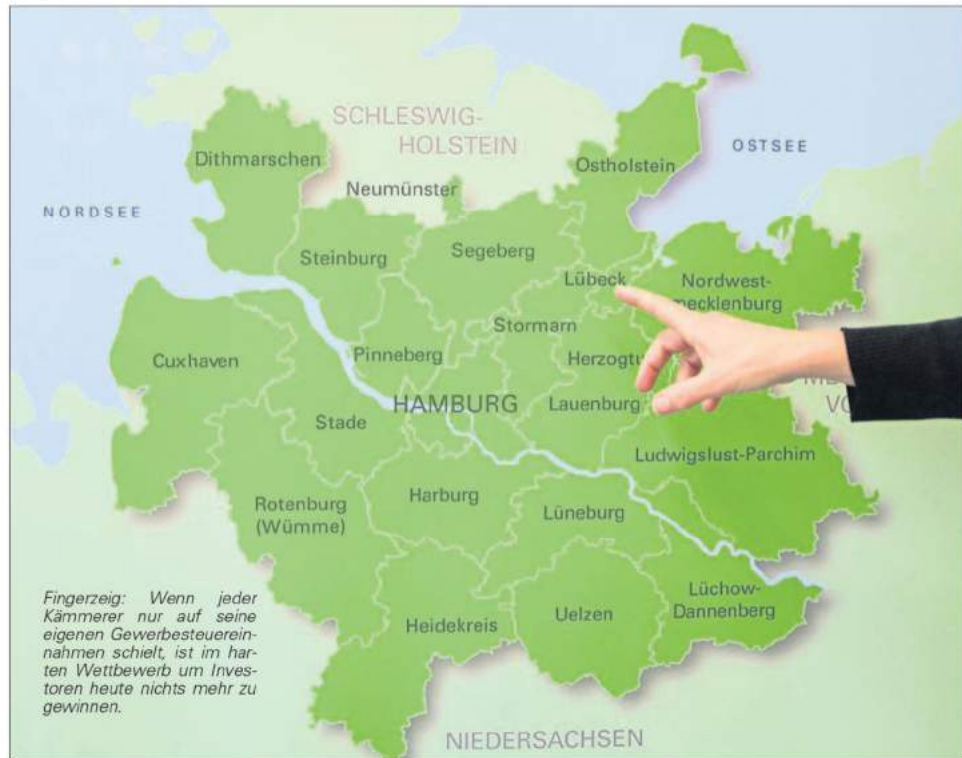 SCHLESWIG-
HOLSTEIN
Dithmarschen
Ostholstein
OSTSEE
Neumünster
NORDSEE
Steinburg
Segeberg
Lübeck
Nordwest-
mecklenburg
Stormarn
Pinneberg
Cuxhaven
Herzogtu
HAMBURG
Lauenburg
Stade
Ludwigslust-Parchim
Harburg
Rotenburg
(Wümme)
Lüneburg
Lüchow-
Dannenberg
Uelzen
Heidekreis
Fingerzeig: Wenn jeder
Kämmerer nur auf seine
eigenen Gewerbesteuerein-
nahmen schielt, ist im har-
ten Wettbewerb um Inves-
toren heute nichts mehr zu
gewinnen.
NIEDERSACHSEN